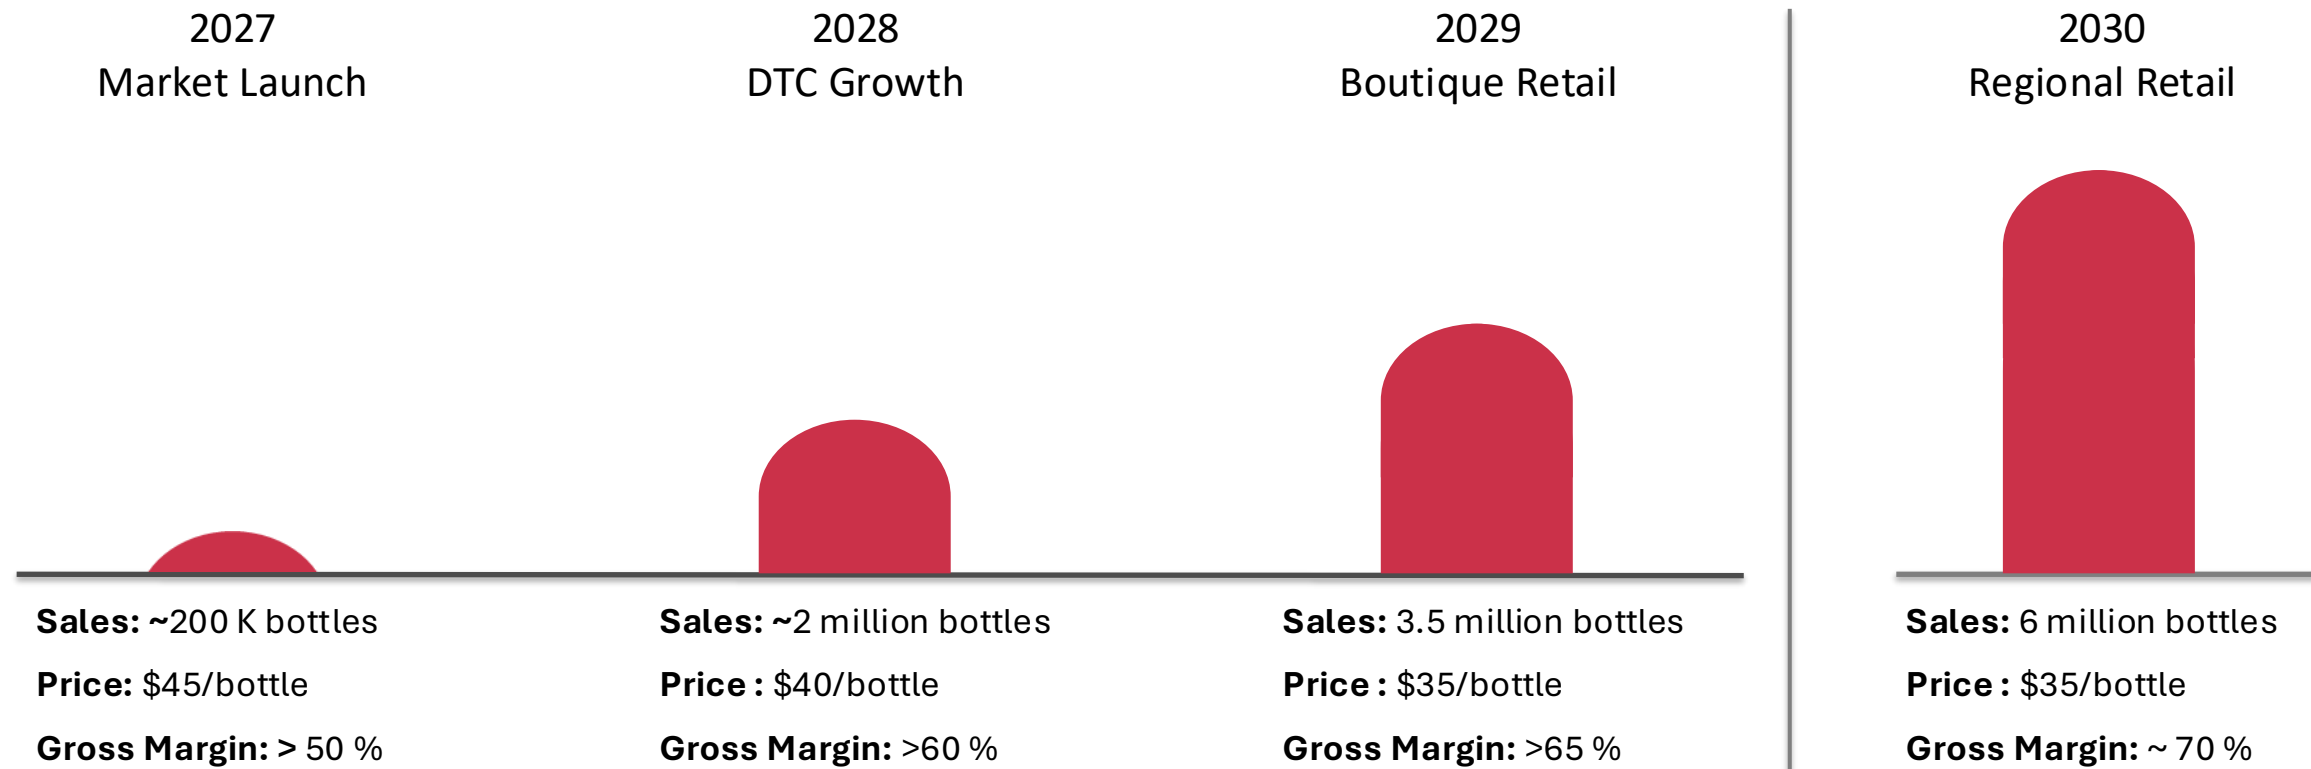 2027
Market Launch
Sales: ~200 K bottles
Price: $45/bottle
Gross Margin: > 50 %
2028
DTC Growth
Sales: ~2 million bottles
Price : $40/bottle
Gross Margin: >60 %
2029
Boutique Retail
Sales: 3.5 million bottles
Price : $35/bottle
Gross Margin: >65 %
2030
Regional Retail
Sales: 6 million bottles
Price : $35/bottle
Gross Margin: ~ 70 %